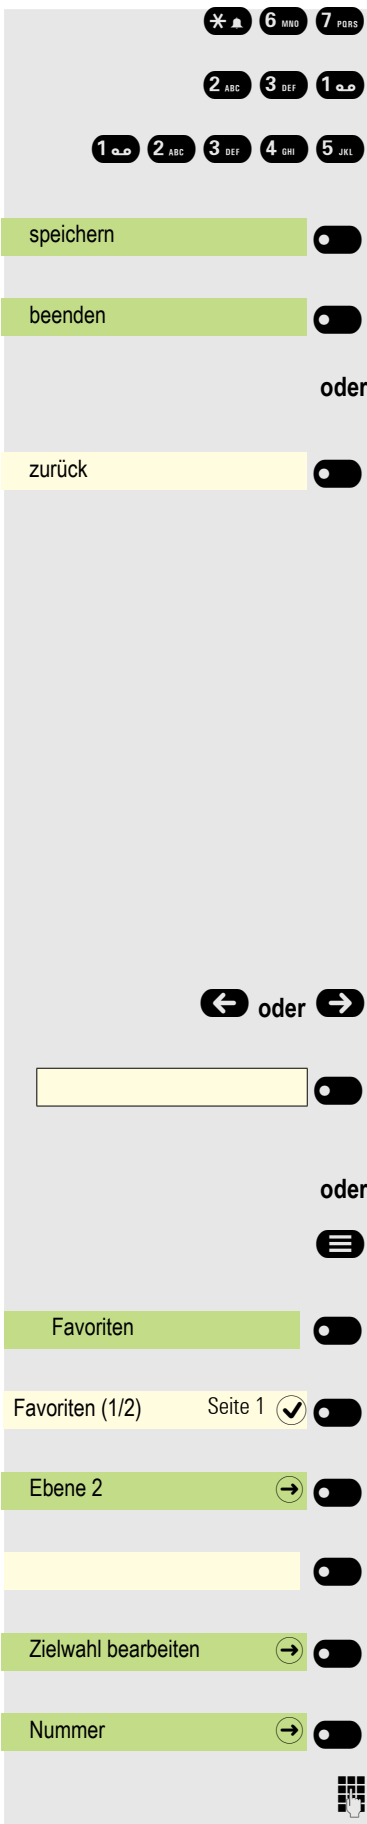 6 MNO 7 PQRS
2 ABC 3 DEF 1
1 2 ABC 3 DEF 4 GHI 5 JKL
speichern
beenden
oder
zurück
oder
oder
Favoriten
Favoriten (1/2) Seite 1
Ebene 2
Zielwahl bearbeiten
Nummer